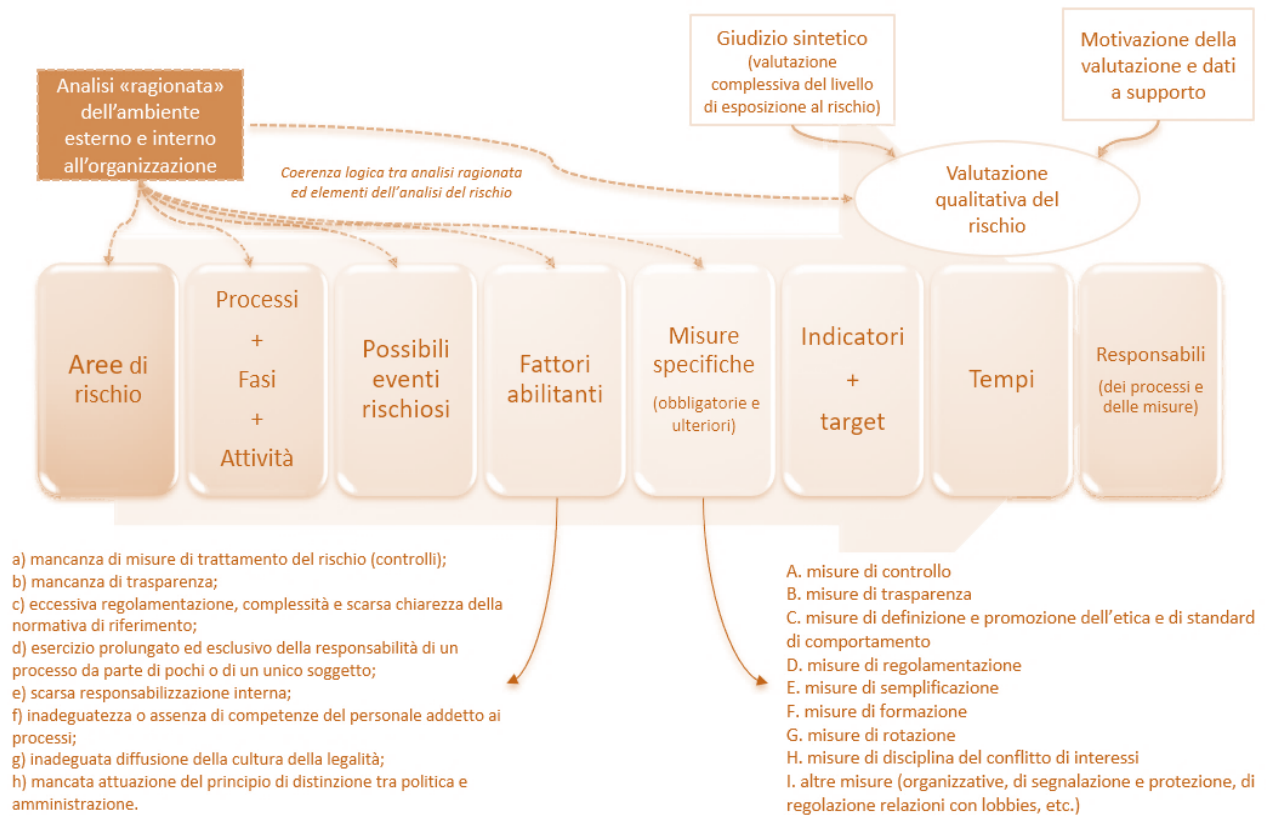 Giudizio sintetico
(valutazione
complessiva del livello
di esposizione al rischio)
Motivazione della
valutazione e dati
a supporto
Analisi «ragionata»
dell'ambiente
esterno e interno
all'organizzazione
Coerenza logica tra analisi ragionata
ed elementi dell'analisi del rischio
Valutazione
qualitativa del
rischio
Aree di
rischio
Processi
+
Fasi
+
Attività
Possibili
eventi
rischiosi
Fattori
abilitanti
Misure
specifiche
(obbligatorie e
ulteriori)
Indicatori
+
target
Tempi
Responsabili
(dei processi e
delle misure)
a) mancanza di misure di trattamento del rischio (controlli);
b) mancanza di trasparenza;
c) eccessiva regolamentazione, complessità e scarsa chiarezza della
normativa di riferimento;
d) esercizio prolungato ed esclusivo della responsabilità di un
processo da parte di pochi o di un unico soggetto;
e) scarsa responsabilizzazione interna;
f) inadeguatezza o assenza di competenze del personale addetto ai
processi;
g) inadeguata diffusione della cultura della legalità;
h) mancata attuazione del principio di distinzione tra politica e
amministrazione.
A. misure di controllo
B. misure di trasparenza
C. misure di definizione e promozione dell'etica e di standard
di comportamento
D. misure di regolamentazione
E. misure di semplificazione
F. misure di formazione
G. misure di rotazione
H. misure di disciplina del conflitto di interessi
I. altre misure (organizzative, di segnalazione e protezione, di
regolazione relazioni con lobbies, etc.)